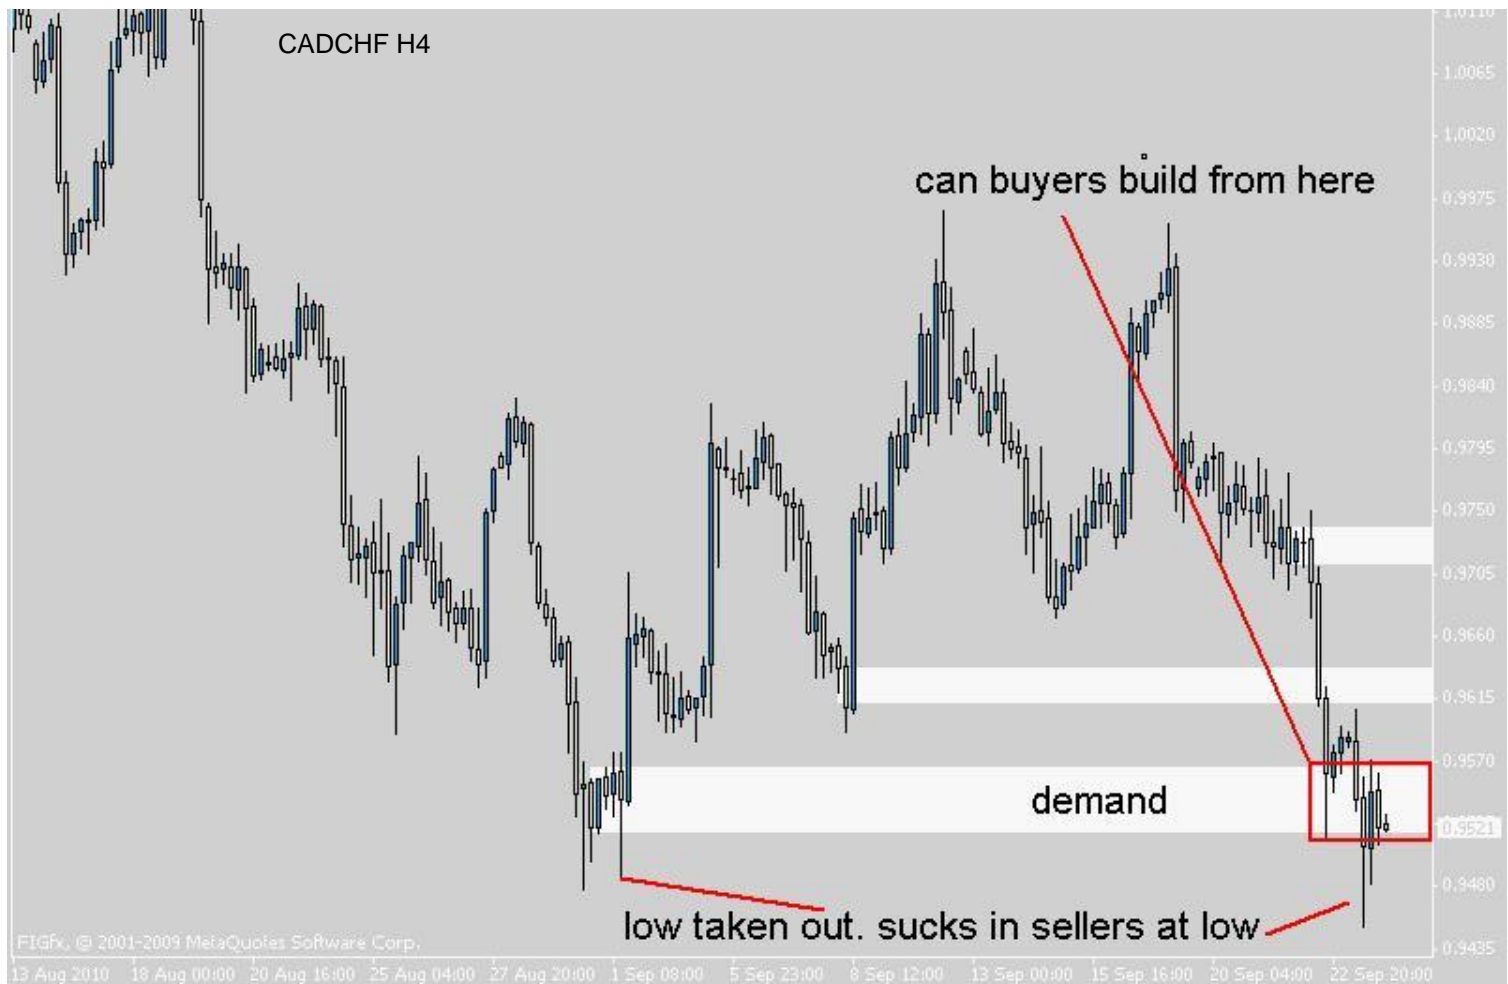 CADCHF H4
1.0110
1.0065
can buyers build from here
1.0020
0.9975
0.9930
0.9885
0.9840
0.9795
0.9750
0.9705
0.9660
0.9615
0.9570
demand
0.9521
0.9480
low taken out. sucks in sellers at low
FIGfx, © 2001-2009 MetaQuotes Software Corp.
0.9435
13 Aug 2010 18 Aug 00:00 20 Aug 16:00 25 Aug 04:00 27 Aug 20:00 1 Sep 08:00 5 Sep 23:00 8 Sep 12:00 13 Sep 00:00 15 Sep 16:00 20 Sep 04:00 22 Sep 20:00